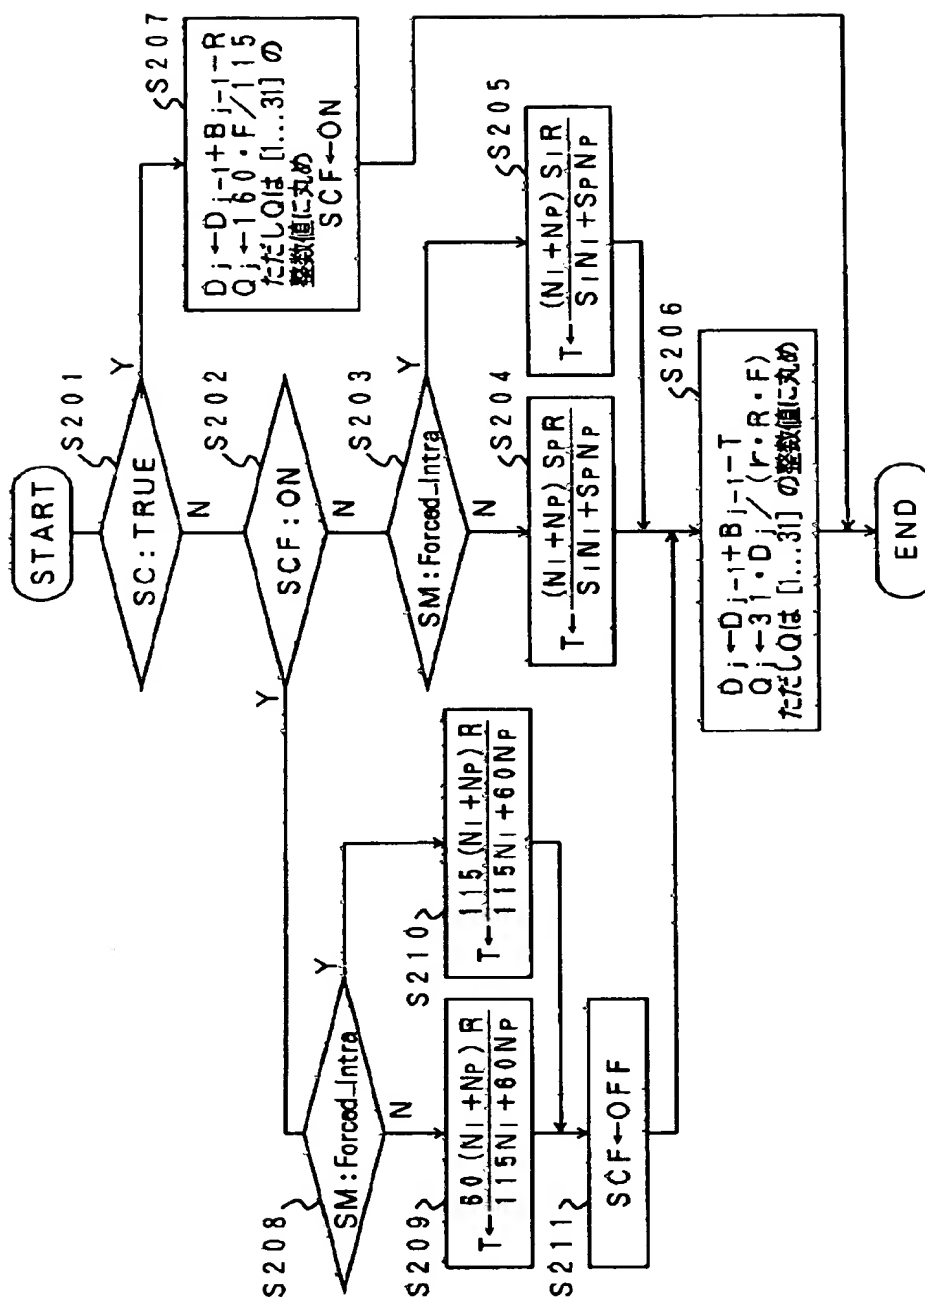 START
S201
SC:TRUE
Y
N
S207
Dj←Dj-1+Bj-1−R
Qj←160・F／115
ただしQは [1...31] の
整数値に丸め
SCF←ON
S202
SCF:ON
Y
N
S203
SM:Forced_Intra
Y
N
S204
T← (NI+NP) SPR
SINI+SPNP
S205
T← (NI+NP) SIR
SINI+SPNP
S208
SM:Forced_Intra
Y
N
S209
T← 60 (NI+NP) R
115NI+60NP
S210
T← 115 (NI+NP) R
115NI+60NP
S211
SCF←OFF
S206
Dj←Dj-1+Bj-1−T
Qj←31・Dj／(r・R・F)
ただしQは [1...31] の整数値に丸め
END